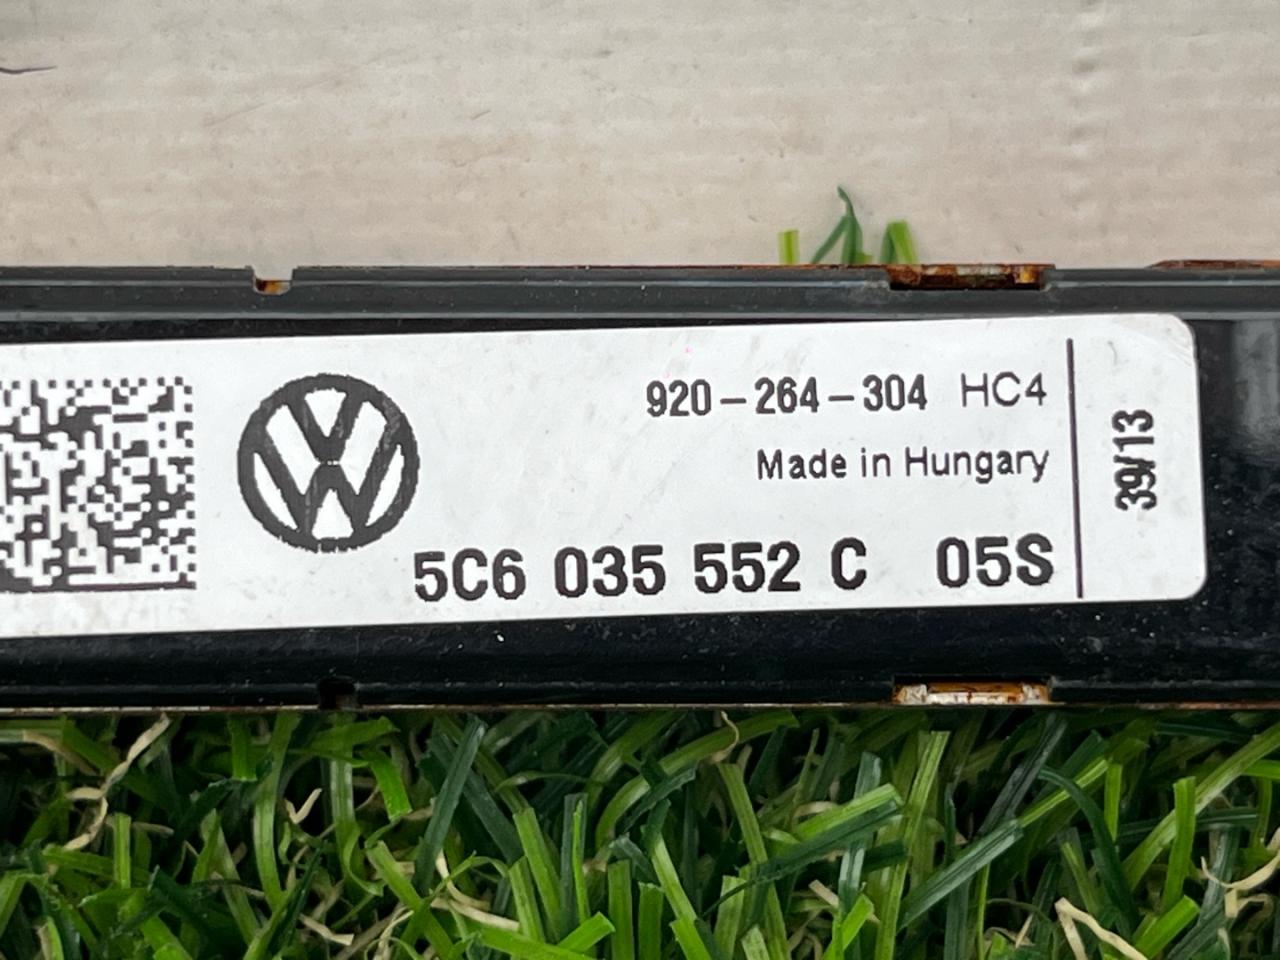 920-264-304 HC4
Made in Hungary
5C6 035 552 C 05S
39/13